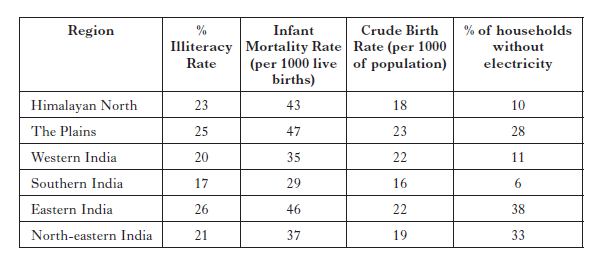 Region % Infant Crude Birth % of households
Illiteracy Mortality Rate Rate (per 1000 without
Rate (per 1000 live of population) electricity
births)
Himalayan North 23 43 18 10
The Plains 25 47 23 28
Western India 20 35 22 11
Southern India 17 29 16 6
Eastern India 26 46 22 38
North-eastern India 21 37 19 33